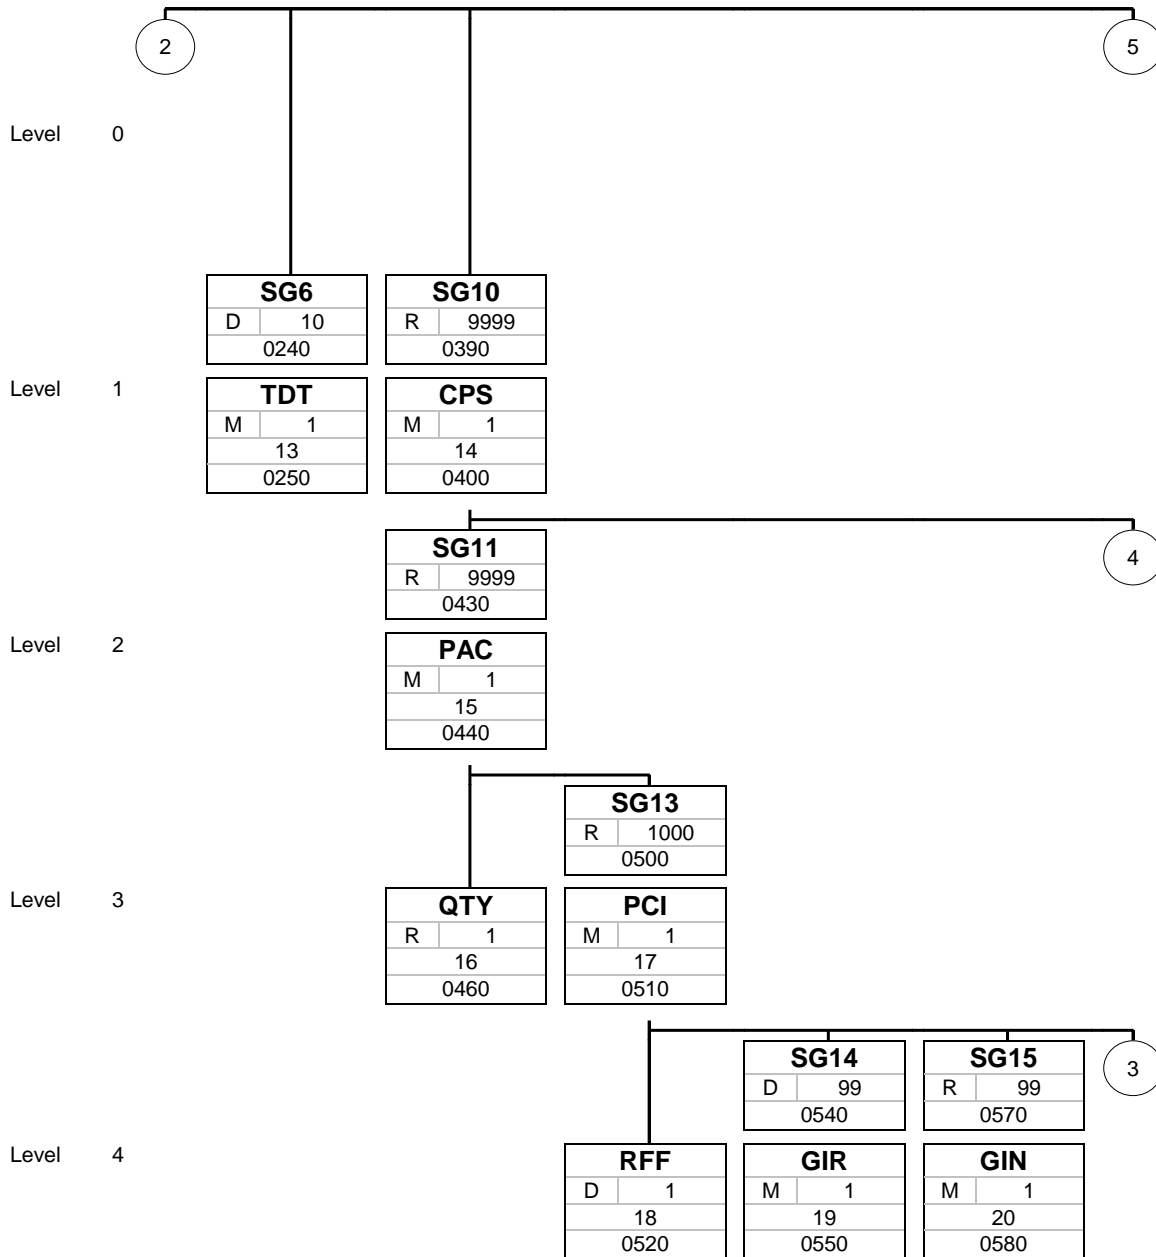 2
5
Level 0
SG6 SG10
D 10 R 9999
0240 0390
Level 1
TDT CPS
M 1 M 1
13 14
0250 0400
SG11
R 9999
0430
4
Level 2
PAC
M 1
15
0440
SG13
R 1000
0500
Level 3
QTY PCI
R 1 M 1
16 17
0460 0510
SG14 SG15
D 99 R 99
0540 0570
3
Level 4
RFF GIR GIN
D 1 M 1 M 1
18 19 20
0520 0550 0580